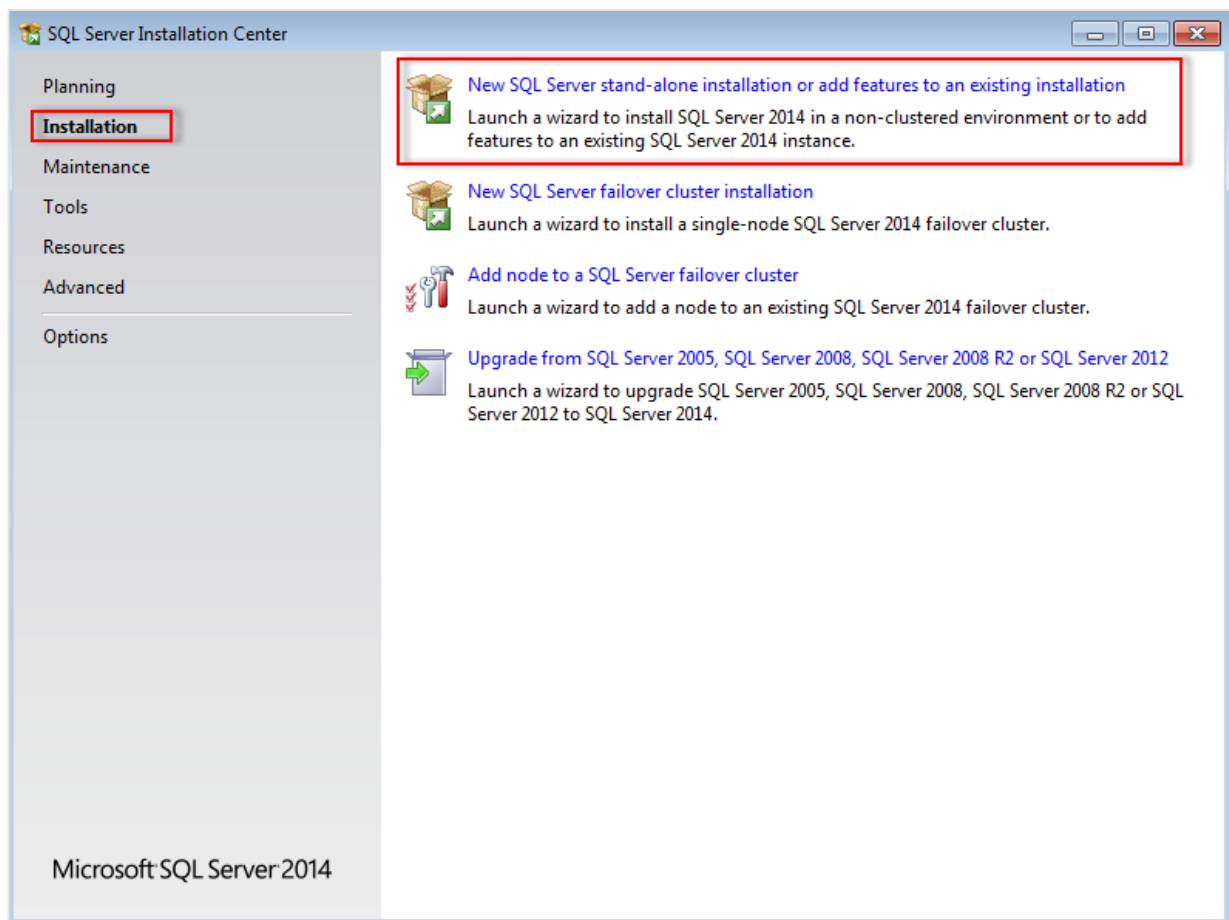 SQL Server Installation Center
Planning
Installation
Maintenance
Tools
Resources
Advanced
Options
New SQL Server stand-alone installation or add features to an existing installation
Launch a wizard to install SQL Server 2014 in a non-clustered environment or to add
features to an existing SQL Server 2014 instance.
New SQL Server failover cluster installation
Launch a wizard to install a single-node SQL Server 2014 failover cluster.
Add node to a SQL Server failover cluster
Launch a wizard to add a node to an existing SQL Server 2014 failover cluster.
Upgrade from SQL Server 2005, SQL Server 2008, SQL Server 2008 R2 or SQL Server 2012
Launch a wizard to upgrade SQL Server 2005, SQL Server 2008, SQL Server 2008 R2 or SQL
Server 2012 to SQL Server 2014.
Microsoft SQL Server 2014